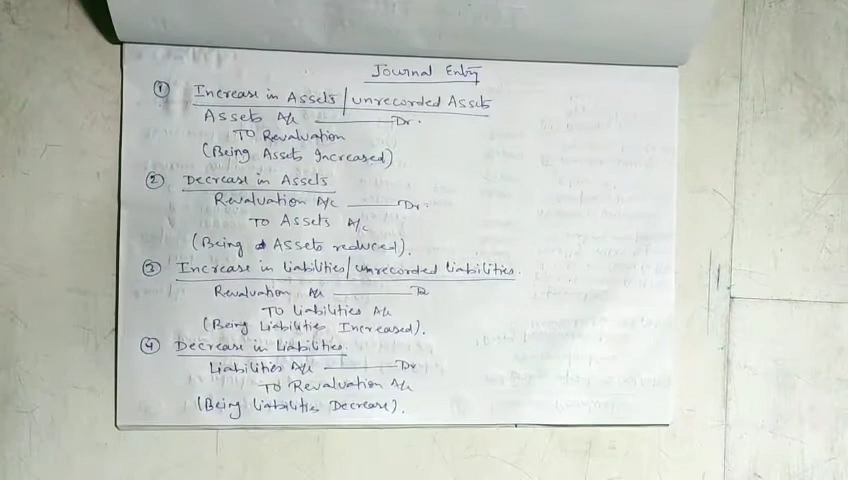 Journal Entry
① Increase in Assets/unrecorded Assets
Assets A/c ———— Dr.
To Revaluation
(Being Assets Increased)
② Decrease in Assets
Revaluation A/c ———— Dr.
To Assets A/c
(Being Assets reduced).
③ Increase in liabilities/unrecorded liabilities.
Revaluation A/c ———— Dr
To Liabilities A/c
(Being Liabilities Increased).
④ Decrease in Liabilities.
Liabilities A/c ———— Dr
To Revaluation A/c
(Being liabilities Decrease).